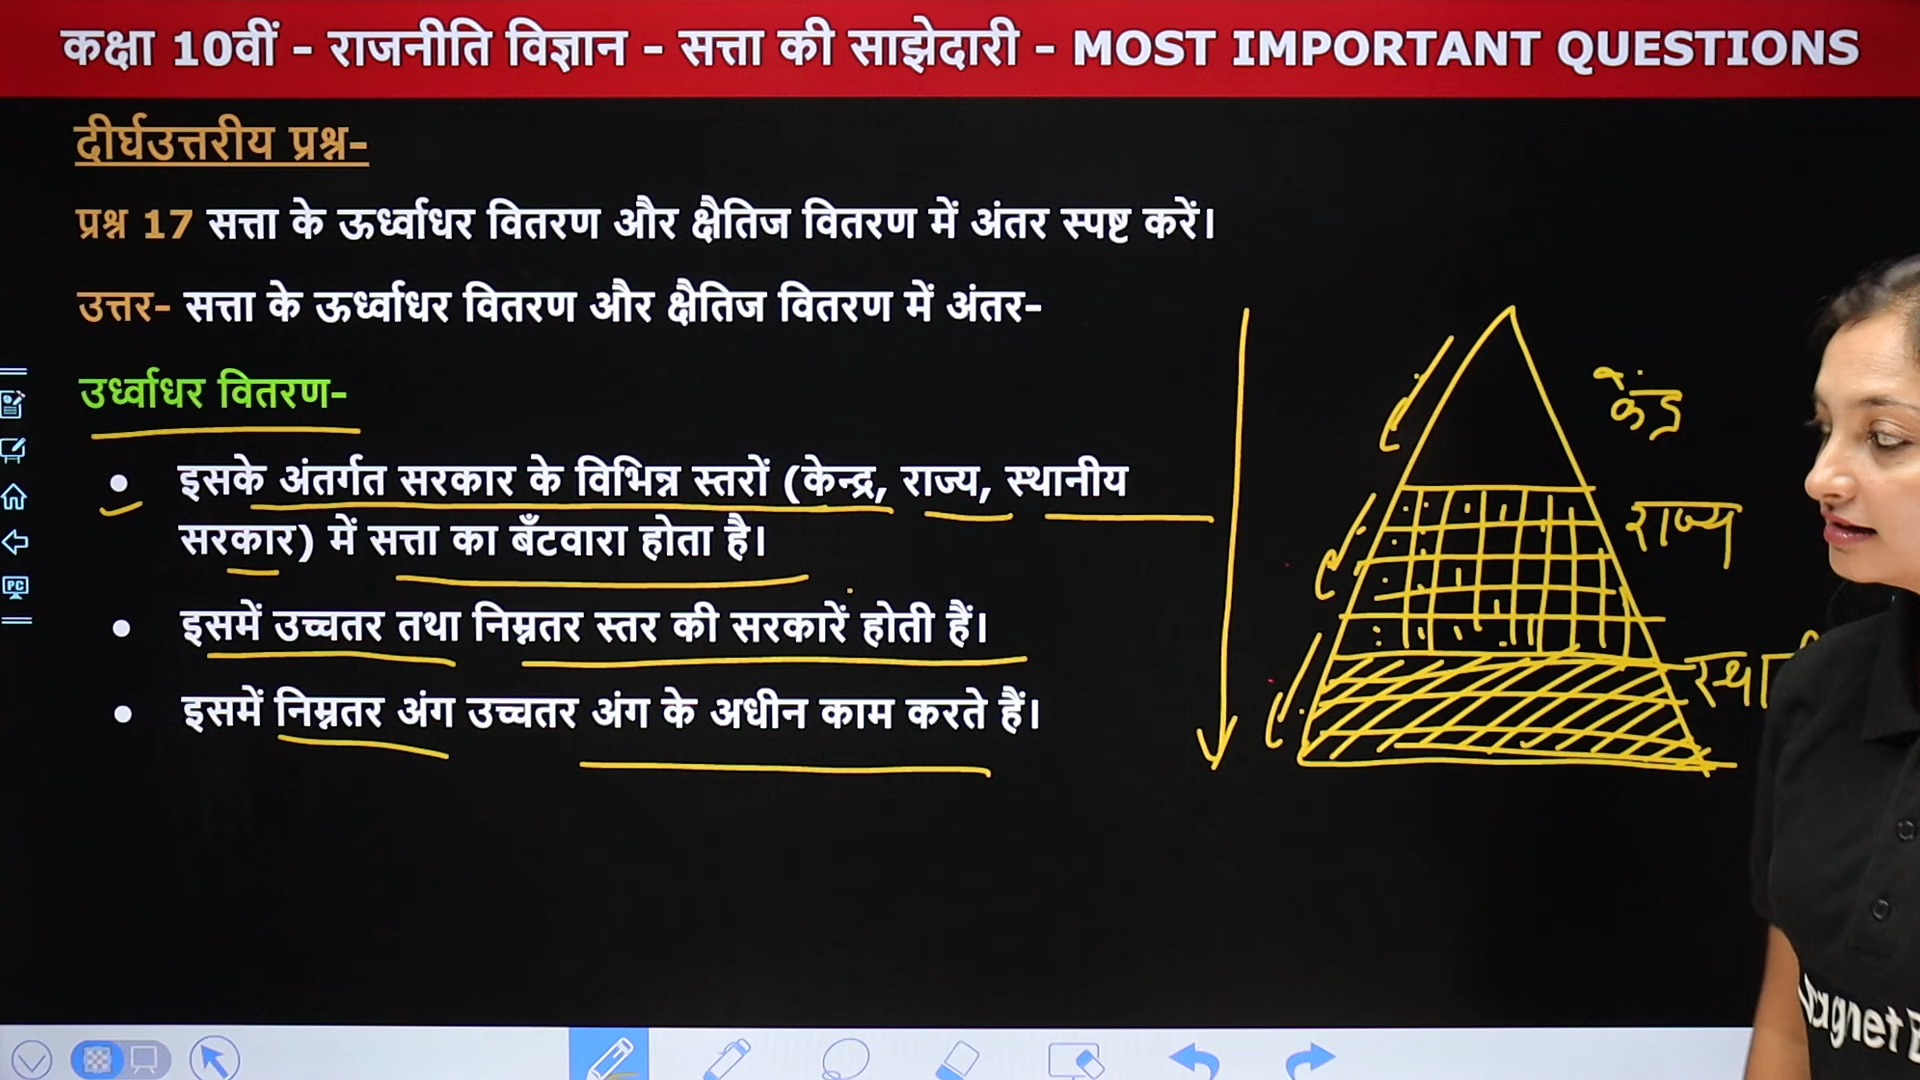 कक्षा 10वीं - राजनीति विज्ञान - सत्ता की साझेदारी - MOST IMPORTANT QUESTIONS
दीर्घउत्तरीय प्रश्न-
प्रश्न 17 सत्ता के ऊर्ध्वाधर वितरण और क्षैतिज वितरण में अंतर स्पष्ट करें।
उत्तर- सत्ता के ऊर्ध्वाधर वितरण और क्षैतिज वितरण में अंतर-
उर्ध्वाधर वितरण-
• इसके अंतर्गत सरकार के विभिन्न स्तरों (केन्द्र, राज्य, स्थानीय
सरकार) में सत्ता का बँटवारा होता है।
• इसमें उच्चतर तथा निम्नतर स्तर की सरकारें होती हैं।
• इसमें निम्नतर अंग उच्चतर अंग के अधीन काम करते हैं।
केंद्र
राज्य
स्था
PC